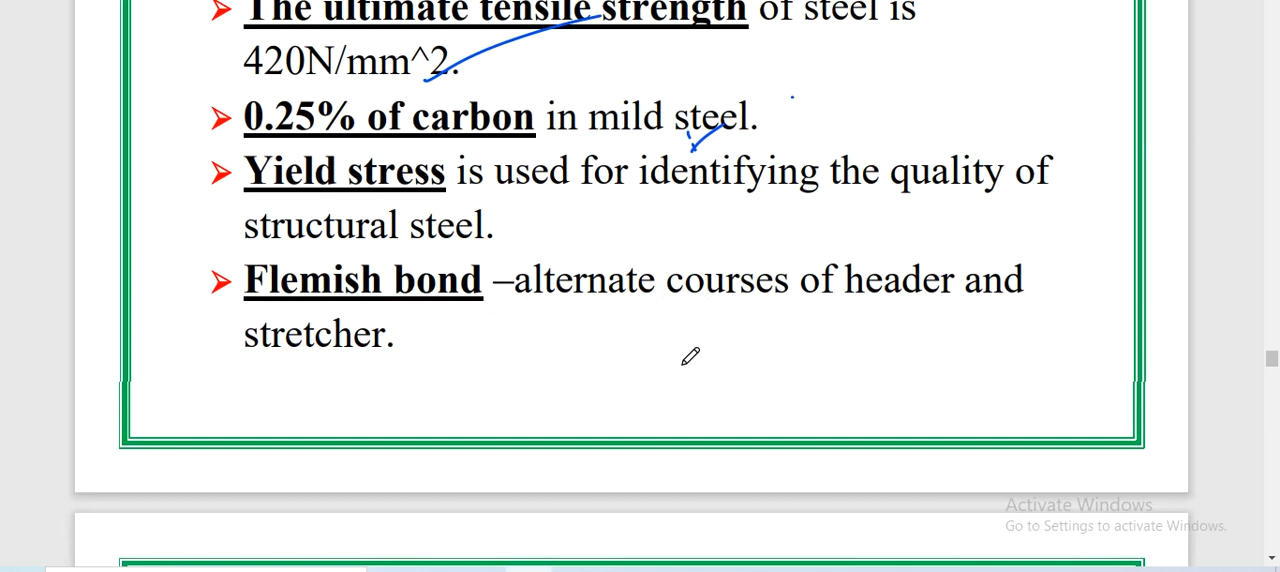 The ultimate tensile strength of steel is
420N/mm^2.
0.25% of carbon in mild steel.
Yield stress is used for identifying the quality of
structural steel.
Flemish bond –alternate courses of header and
stretcher.
Activate Windows
Go to Settings to activate Windows.